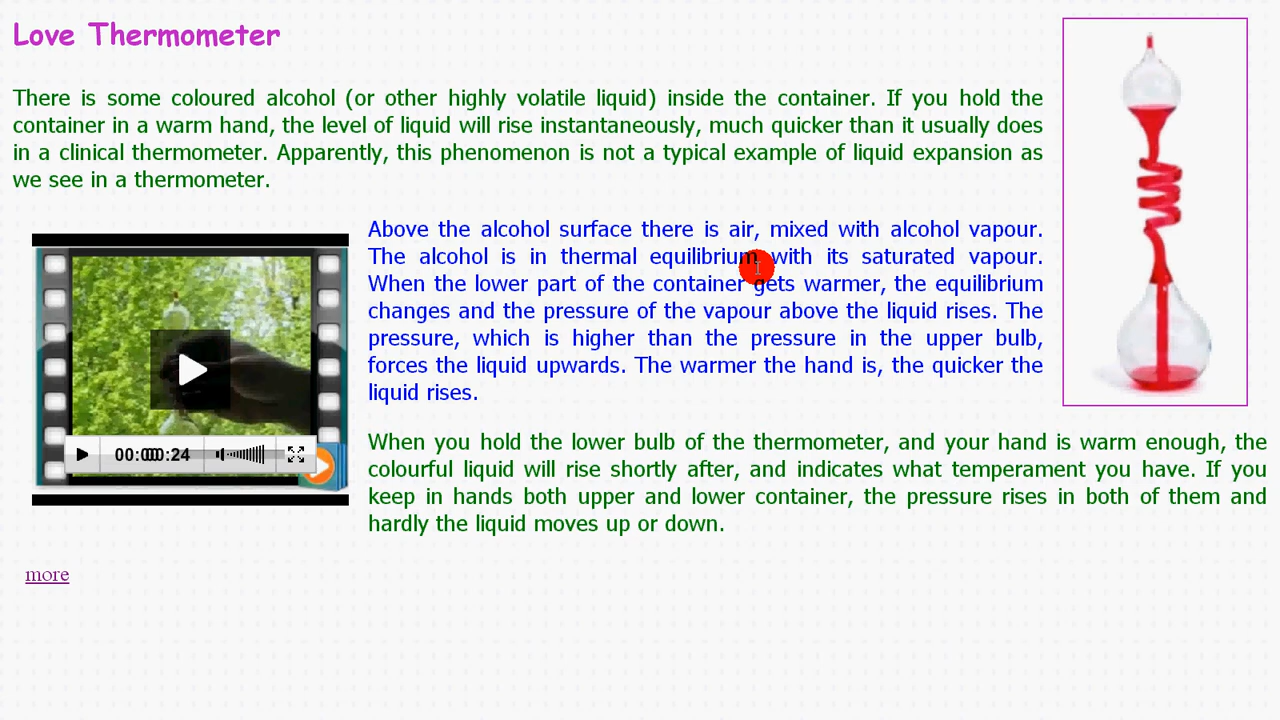 Love Thermometer
There is some coloured alcohol (or other highly volatile liquid) inside the container. If you hold the
container in a warm hand, the level of liquid will rise instantaneously, much quicker than it usually does
in a clinical thermometer. Apparently, this phenomenon is not a typical example of liquid expansion as
we see in a thermometer.
Above the alcohol surface there is air, mixed with alcohol vapour.
The alcohol is in thermal equilibrium with its saturated vapour.
When the lower part of the container gets warmer, the equilibrium
changes and the pressure of the vapour above the liquid rises. The
pressure, which is higher than the pressure in the upper bulb,
forces the liquid upwards. The warmer the hand is, the quicker the
liquid rises.
When you hold the lower bulb of the thermometer, and your hand is warm enough, the
colourful liquid will rise shortly after, and indicates what temperament you have. If you
keep in hands both upper and lower container, the pressure rises in both of them and
hardly the liquid moves up or down.
more